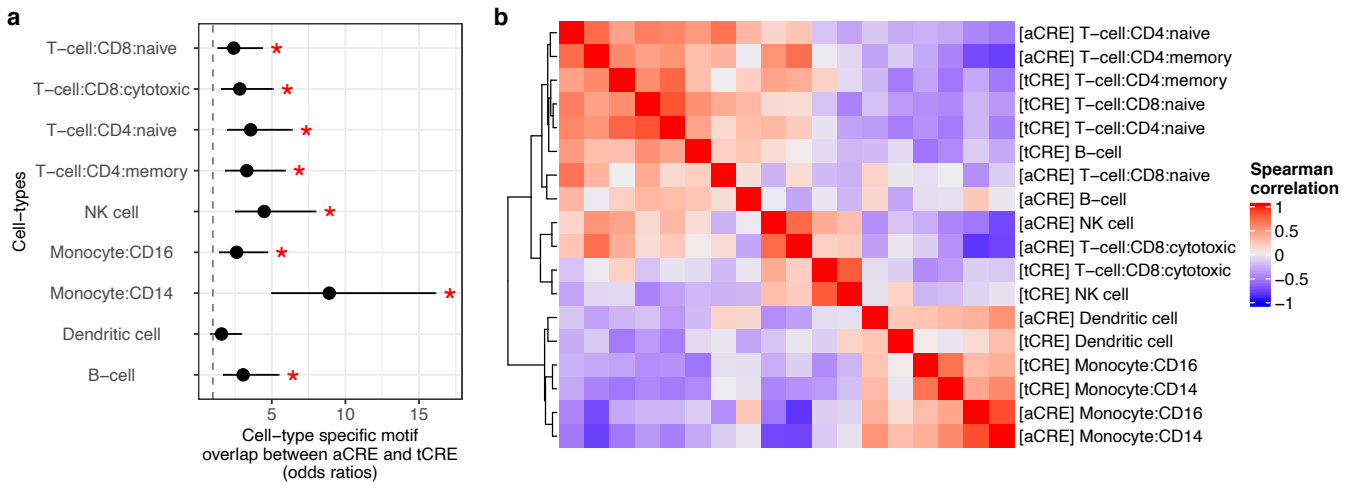 a
T−cell:CD8:naive
T−cell:CD8:cytotoxic
T−cell:CD4:naive
T−cell:CD4:memory
NK cell
Monocyte:CD16
Monocyte:CD14
Dendritic cell
B−cell
Cell−types
*
*
*
*
*
*
*
*
5 10 15
Cell−type specific motif
overlap between aCRE and tCRE
(odds ratios)
b
[aCRE] T−cell:CD4:naive
[aCRE] T−cell:CD4:memory
[tCRE] T−cell:CD4:memory
[tCRE] T−cell:CD8:naive
[tCRE] T−cell:CD4:naive
[tCRE] B−cell
[aCRE] T−cell:CD8:naive
[aCRE] B−cell
[aCRE] NK cell
[aCRE] T−cell:CD8:cytotoxic
[tCRE] T−cell:CD8:cytotoxic
[tCRE] NK cell
[aCRE] Dendritic cell
[tCRE] Dendritic cell
[tCRE] Monocyte:CD16
[tCRE] Monocyte:CD14
[aCRE] Monocyte:CD16
[aCRE] Monocyte:CD14
Spearman
correlation
1
0.5
0
−0.5
−1